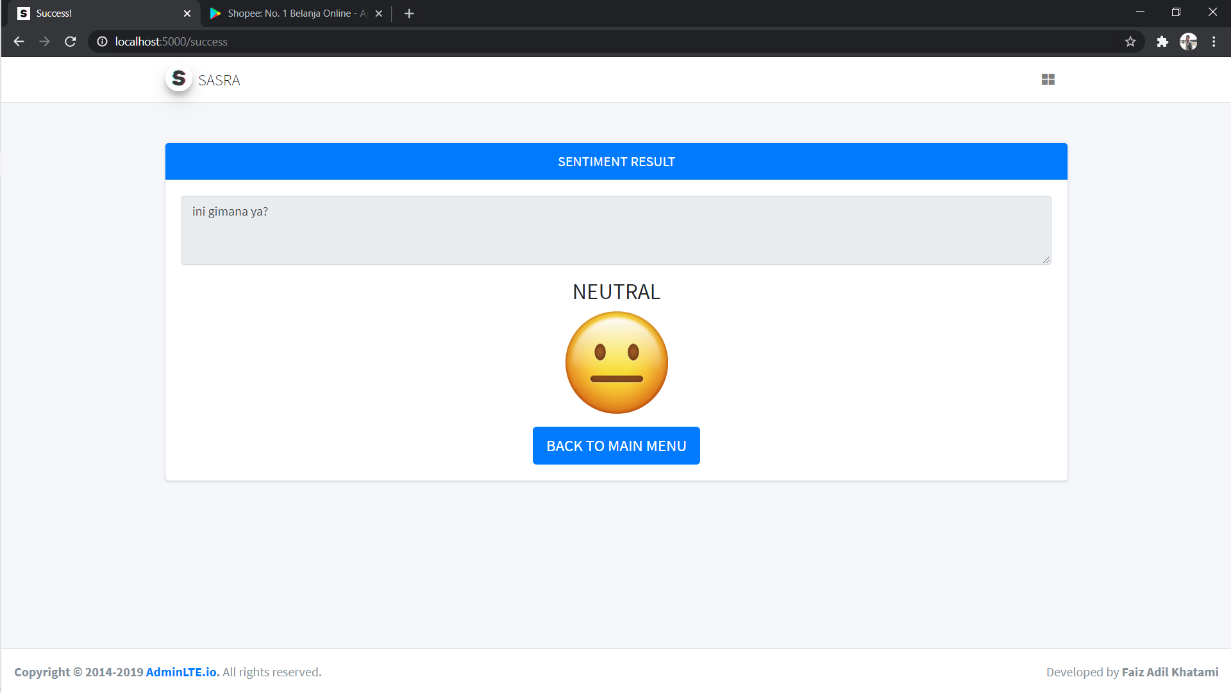 S Success!
Shopee: No. 1 Belanja Online - A
localhost:5000/success
S SASRA
SENTIMENT RESULT
ini gimana ya?
NEUTRAL
BACK TO MAIN MENU
Copyright © 2014-2019 AdminLTE.io. All rights reserved.
Developed by Faiz Adil Khatami